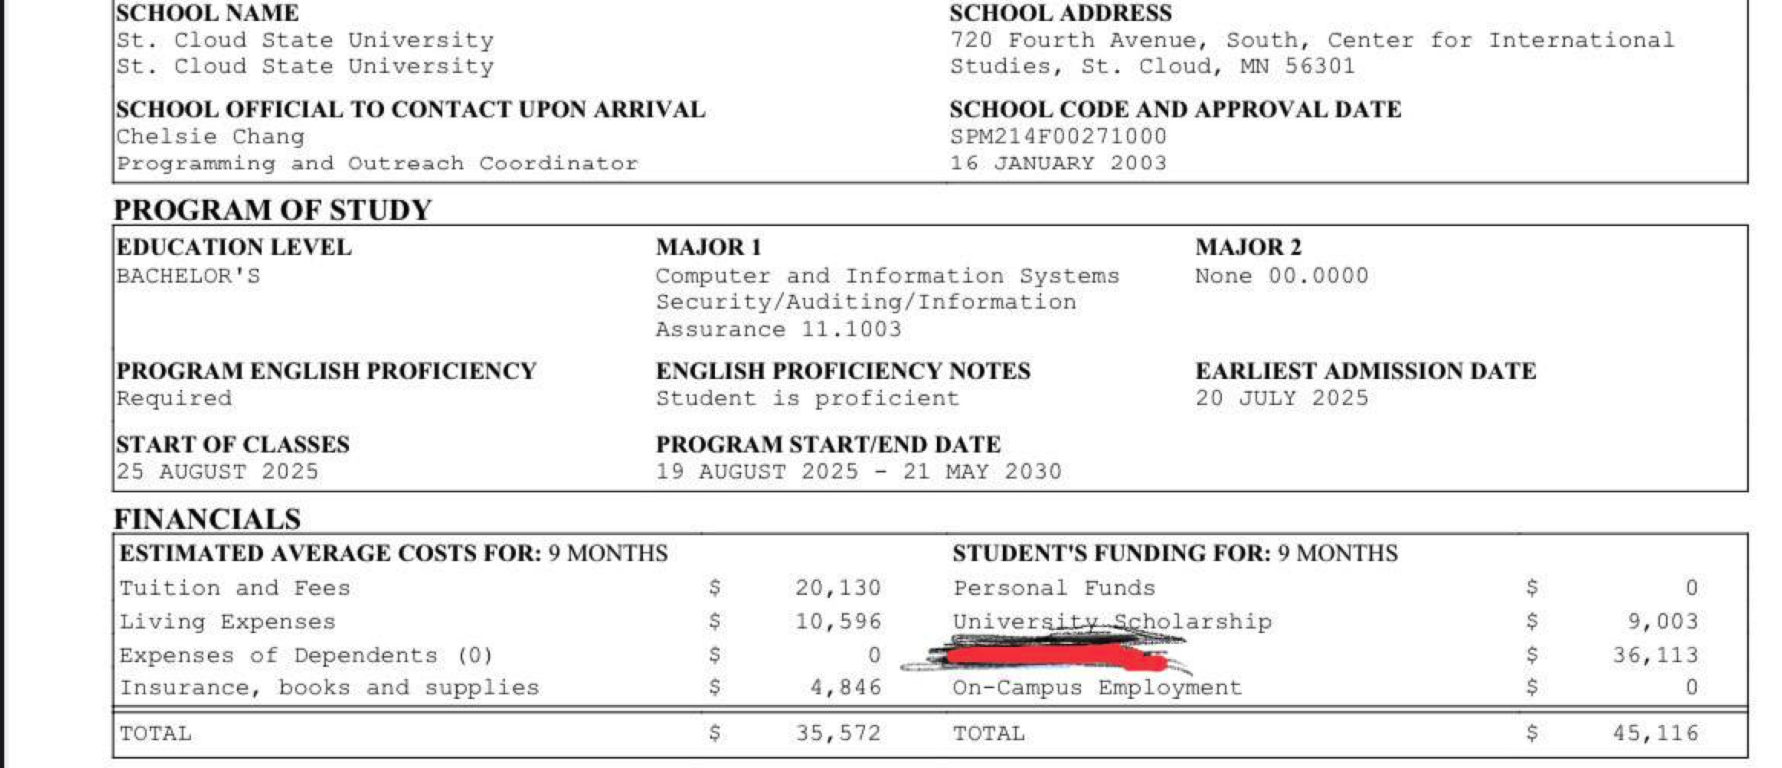 SCHOOL NAME
St. Cloud State University
St. Cloud State University
SCHOOL ADDRESS
720 Fourth Avenue, South, Center for International
Studies, St. Cloud, MN 56301
SCHOOL OFFICIAL TO CONTACT UPON ARRIVAL
Chelsie Chang
Programming and Outreach Coordinator
SCHOOL CODE AND APPROVAL DATE
SPM214F00271000
16 JANUARY 2003
PROGRAM OF STUDY
EDUCATION LEVEL
BACHELOR'S
MAJOR 1
Computer and Information Systems
Security/Auditing/Information
Assurance 11.1003
MAJOR 2
None 00.0000
PROGRAM ENGLISH PROFICIENCY
Required
ENGLISH PROFICIENCY NOTES
Student is proficient
EARLIEST ADMISSION DATE
20 JULY 2025
START OF CLASSES
25 AUGUST 2025
PROGRAM START/END DATE
19 AUGUST 2025 - 21 MAY 2030
FINANCIALS
ESTIMATED AVERAGE COSTS FOR: 9 MONTHS
Tuition and Fees $ 20,130
Living Expenses $ 10,596
Expenses of Dependents (0) $ 0
Insurance, books and supplies $ 4,846
TOTAL $ 35,572
STUDENT'S FUNDING FOR: 9 MONTHS
Personal Funds $ 0
University Scholarship $ 9,003
$ 36,113
On-Campus Employment $ 0
TOTAL $ 45,116